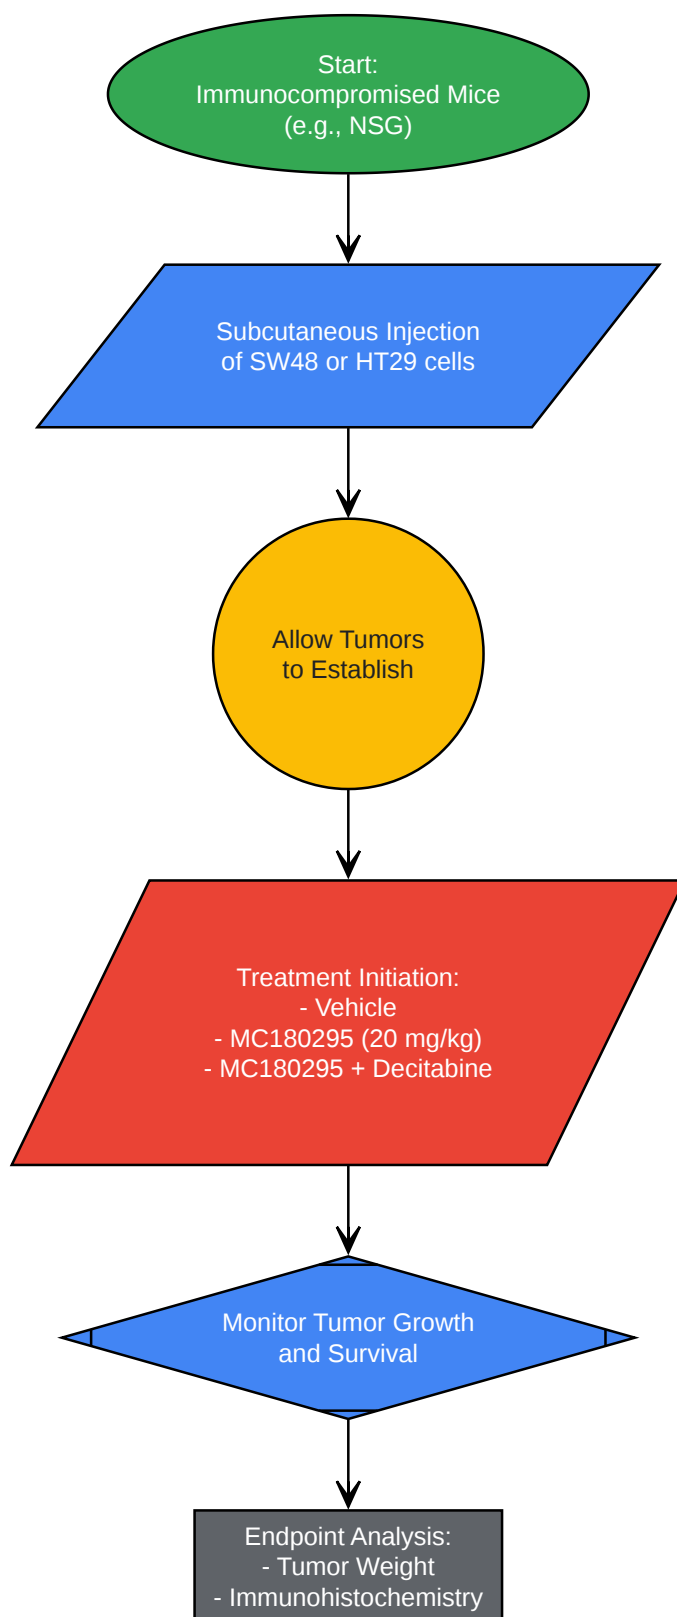 Start:
Immunocompromised Mice
(e.g., NSG)
Subcutaneous Injection
of SW48 or HT29 cells
Allow Tumors
to Establish
Treatment Initiation:
- Vehicle
- MC180295 (20 mg/kg)
- MC180295 + Decitabine
Monitor Tumor Growth
and Survival
Endpoint Analysis:
- Tumor Weight
- Immunohistochemistry